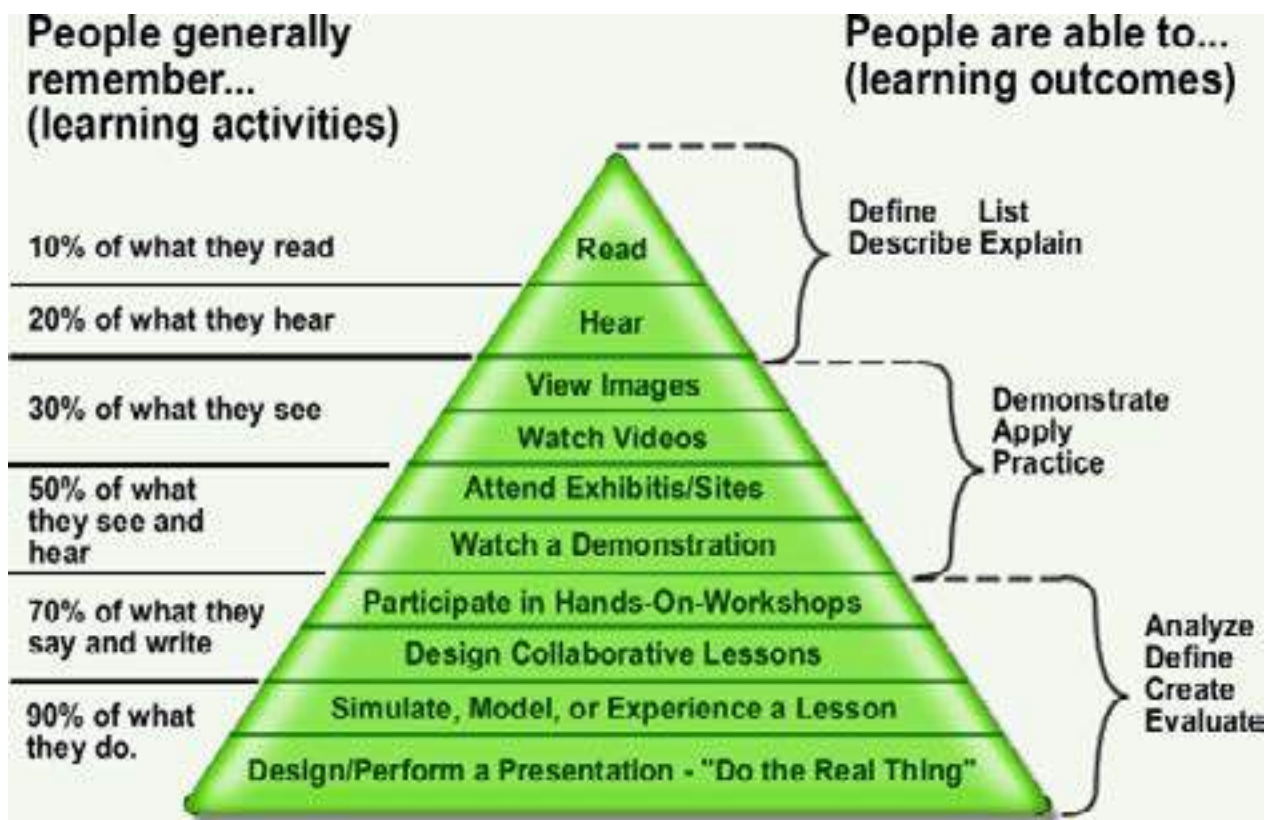 People generally
remember...
(learning activities)
People are able to...
(learning outcomes)
10% of what they read
Read
Define List
Describe Explain
20% of what they hear
Hear
30% of what they see
View Images
Watch Videos
Demonstrate
Apply
Practice
50% of what
they see and
hear
Attend Exhibitis/Sites
Watch a Demonstration
70% of what they
say and write
Participate in Hands-On-Workshops
Design Collaborative Lessons
Analyze
Define
Create
Evaluate
90% of what
they do.
Simulate, Model, or Experience a Lesson
Design/Perform a Presentation - "Do the Real Thing"